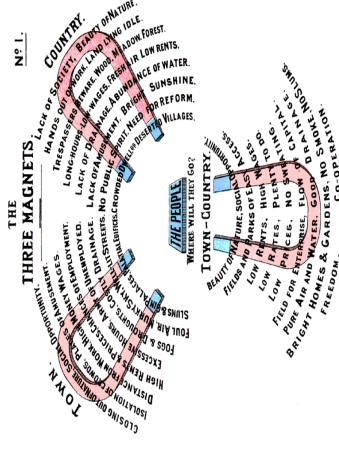 Nº 1.
THE
THREE MAGNETS.
TOWN.
CLOSING OUT OF NATURE. SOCIAL OPPORTUNITY.
ISOLATION OF CROWDS. PLACES OF AMUSEMENT.
DISTANCE FROM WORK. HIGH MONEY WAGES.
HIGH RENTS & PRICES. CHANCES OF EMPLOYMENT.
EXCESSIVE HOURS. ARMY OF UNEMPLOYED.
FOGS & DROUGHTS. COSTLY DRAINAGE.
FOUL AIR. MURKY SKY. STREETS.
SLUMS & GIN PALACES. EDIFICES.
COUNTRY.
LACK OF SOCIETY. BEAUTY OF NATURE.
HANDS OUT OF WORK. LAND LYING IDLE.
TRESPASSERS BEWARE. WOOD, MEADOW, FOREST.
LONG HOURS-LOW WAGES. FRESH AIR LOW RENTS.
LACK OF DRAINAGE. ABUNDANCE OF WATER.
LACK OF AMUSEMENT. BRIGHT SUNSHINE.
NO PUBLIC SPIRIT. NEED FOR REFORM.
CROWDED DESERTED VILLAGES.
THE PEOPLE
WHERE WILL THEY GO?
TOWN-COUNTRY.
BEAUTY OF NATURE. SOCIAL OPPORTUNITY.
FIELDS AND PARKS OF EASY ACCESS.
LOW RENTS, HIGH WAGES.
LOW RATES, PLENTY TO DO.
LOW PRICES, NO SWEATING.
FIELD FOR ENTERPRISE, FLOW OF CAPITAL.
PURE AIR AND WATER, GOOD DRAINAGE.
BRIGHT HOMES & GARDENS, NO SMOKE, NO SLUMS.
FREEDOM. CO-OPERATION.